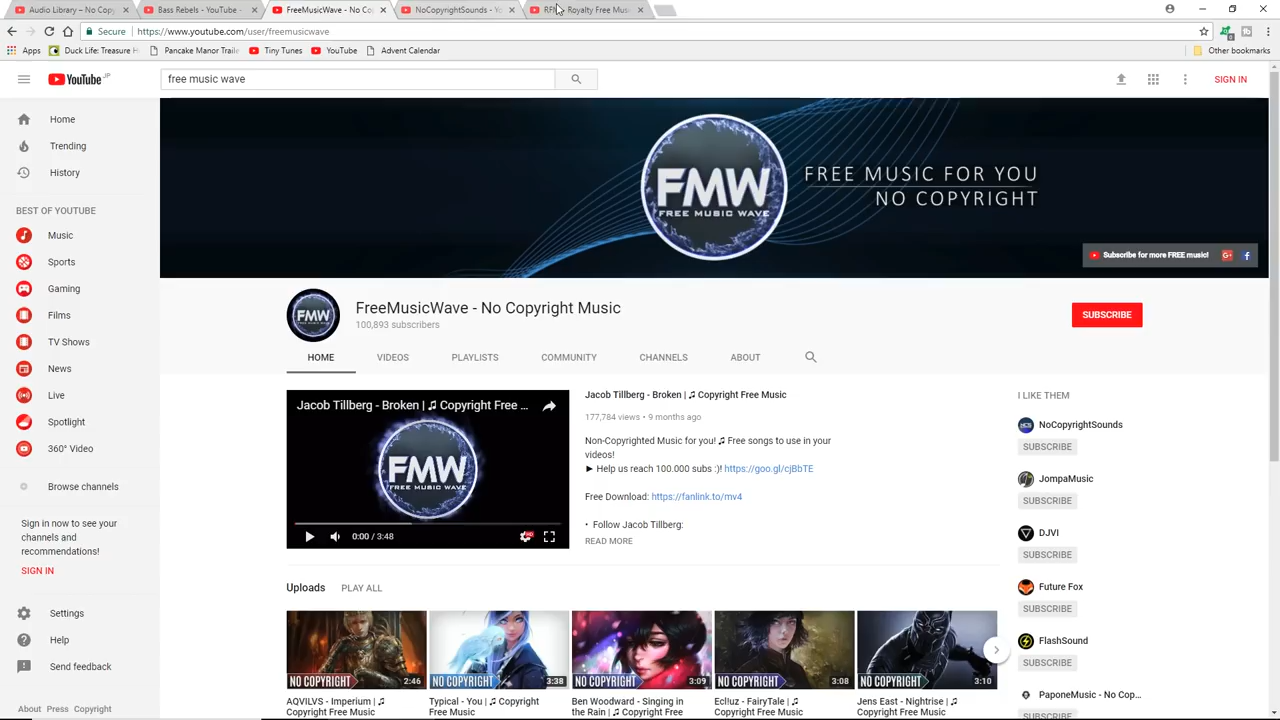 Audio Library – No Copy
Bass Rebels - YouTube -
FreeMusicWave - No Co
NoCopyrightSounds - Yo
Royalty Free Mus
https://www.youtube.com/user/freemusicwave
Apps
Duck Life: Treasure H
Pancake Manor Traile
Tiny Tunes
YouTube
Advent Calendar
Other bookmarks
YouTube JP
free music wave
SIGN IN
Home
Trending
History
BEST OF YOUTUBE
Music
Sports
Gaming
Films
TV Shows
News
Live
Spotlight
360° Video
Browse channels
Sign in now to see your
channels and
recommendations!
SIGN IN
Settings
Help
Send feedback
About Press Copyright
FMW
FREE MUSIC WAVE
FREE MUSIC FOR YOU
NO COPYRIGHT
Subscribe for more FREE music!
FMW
FreeMusicWave - No Copyright Music
100,893 subscribers
SUBSCRIBE
HOME
VIDEOS
PLAYLISTS
COMMUNITY
CHANNELS
ABOUT
Jacob Tillberg - Broken | ♫ Copyright Free ...
FMW
FREE MUSIC WAVE
0:00 / 3:48
Jacob Tillberg - Broken | ♫ Copyright Free Music
177,784 views • 9 months ago
Non-Copyrighted Music for you! ♫ Free songs to use in your
videos!
► Help us reach 100.000 subs :)! https://goo.gl/cjBbTE
Free Download: https://fanlink.to/mv4
• Follow Jacob Tillberg:
READ MORE
I LIKE THEM
NoCopyrightSounds
SUBSCRIBE
JompaMusic
SUBSCRIBE
DJVI
SUBSCRIBE
Future Fox
SUBSCRIBE
FlashSound
SUBSCRIBE
PaponeMusic - No Cop...
SUBSCRIBE
Uploads
PLAY ALL
NO COPYRIGHT
2:46
AQVILVS - Imperium | ♫
Copyright Free Music
NO COPYRIGHT
3:38
Typical - You | ♫ Copyright
Free Music
NO COPYRIGHT
3:09
Ben Woodward - Singing in
the Rain | ♫ Copyright Free
NO COPYRIGHT
3:08
Ecl!uz - FairyTale | ♫
Copyright Free Music
NO COPYRIGHT
3:10
Jens East - Nightrise | ♫
Copyright Free Music